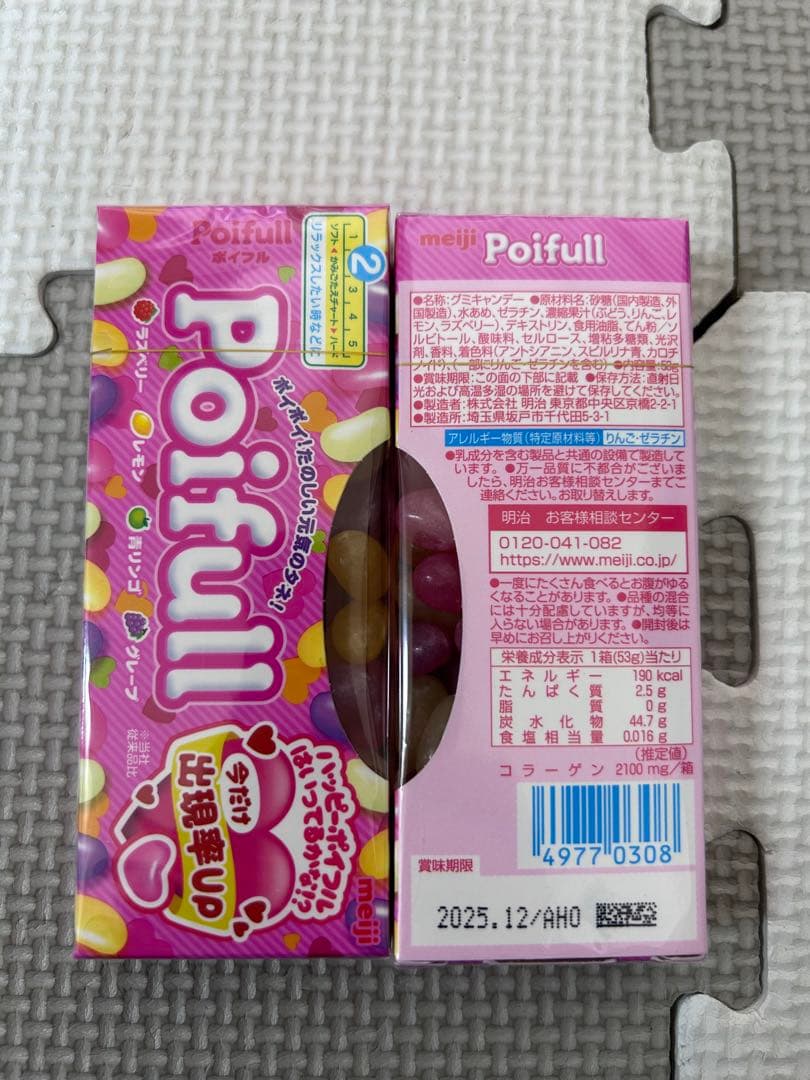 Poifull
ポイフル
1 2 3 4 5
ソフト かみごたえチャート ハード
リラックスしたい時などに
Poifull
ポイポイ!たのしい元気のタネ!
ラズベリー
レモン
青リンゴ
グレープ
ハッピーポイフル
はいってるかな!?
今だけ
出現率UP
※当社
従来品比
meiji
meiji Poifull
●名称:グミキャンデー ●原材料名:砂糖(国内製造、外
国製造)、水あめ、ゼラチン、濃縮果汁(ぶどう、りんご、レ
モン、ラズベリー)、デキストリン、食用油脂、でん粉/ソ
ルビトール、酸味料、セルロース、増粘多糖類、光沢
剤、香料、着色料(アントシアニン、スピルリナ青、カロチ
ノイド)、(一部にりんご・ゼラチンを含む) ●内容量:53g
●賞味期限:この面の下部に記載 ●保存方法:直射日
光および高温多湿の場所を避けて保存してください。
●製造者:株式会社 明治 東京都中央区京橋2-2-1
●製造所:埼玉県坂戸市千代田5-3-1
アレルギー物質(特定原材料等) りんご・ゼラチン
●乳成分を含む製品と共通の設備で製造して
います。 ●万一品質に不都合がございま
したら、明治お客様相談センターまでご
連絡ください。お取り替えします。
明治 お客様相談センター
0120-041-082
https://www.meiji.co.jp/
●一度にたくさん食べるとお腹がゆる
くなることがあります。 ●品種の混合
には十分配慮していますが、均等に
入らない場合があります。 ●開封後は
早めにお召し上がりください。
栄養成分表示 1箱(53g)当たり
エネルギー 190 kcal
たんぱく質 2.5 g
脂質 0 g
炭水化物 44.7 g
食塩相当量 0.016 g
(推定値)
コラーゲン 2100 mg/箱
4977 0308
賞味期限
2025.12/AHO